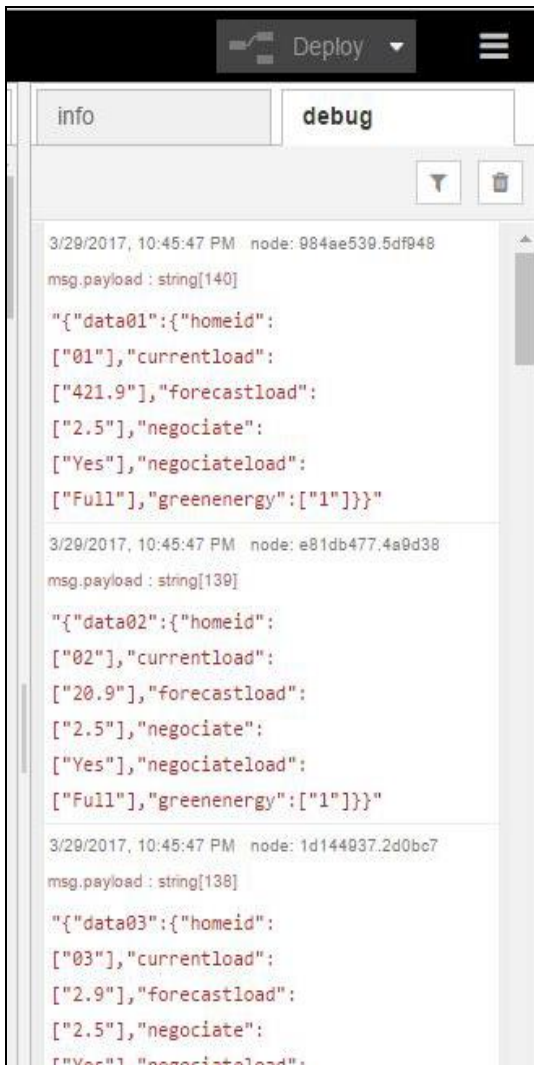 Deploy
info debug
3/29/2017, 10:45:47 PM node: 984ae539.5df948
msg.payload : string[140]
"{"data01":{"homeid":
["01"],"currentload":
["421.9"],"forecastload":
["2.5"],"negociate":
["Yes"],"negociateload":
["Full"],"greenenergy":["1"]}}"
3/29/2017, 10:45:47 PM node: e81db477.4a9d38
msg.payload : string[139]
"{"data02":{"homeid":
["02"],"currentload":
["20.9"],"forecastload":
["2.5"],"negociate":
["Yes"],"negociateload":
["Full"],"greenenergy":["1"]}}"
3/29/2017, 10:45:47 PM node: 1d144937.2d0bc7
msg.payload : string[138]
"{"data03":{"homeid":
["03"],"currentload":
["2.9"],"forecastload":
["2.5"],"negociate":
["Yes"],"negociateload":